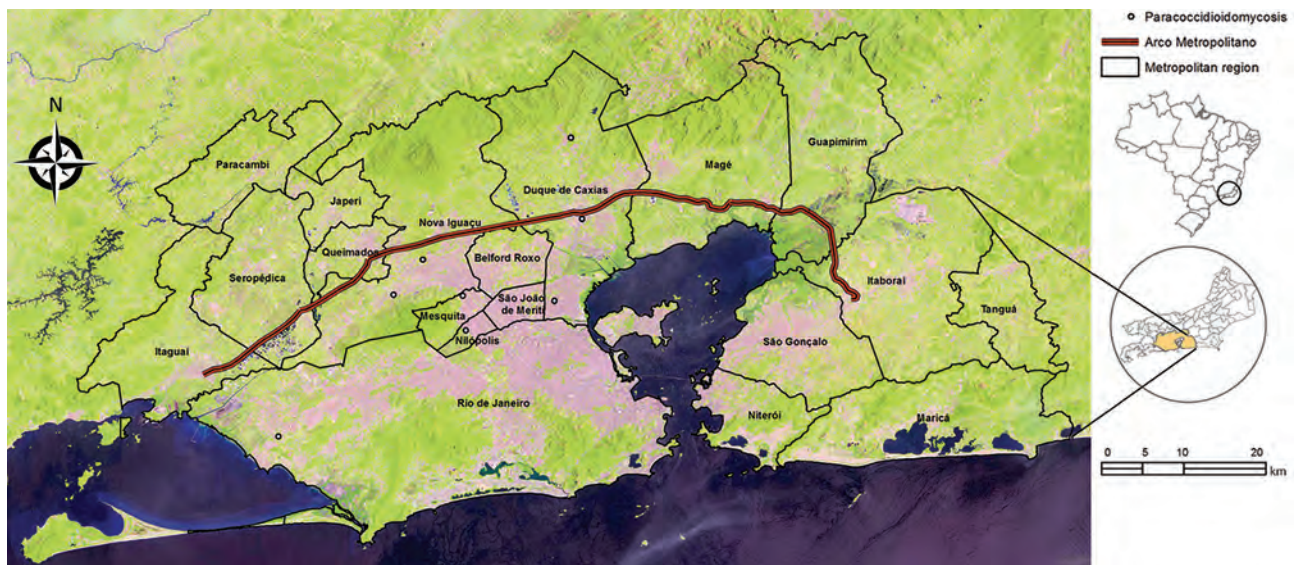 Paracoccidioidomycosis
Arco Metropolitano
Metropolitan region
N
Paracambi
Guapimirim
Magé
Japeri
Duque de Caxias
Nova Iguaçu
Queimados
Belford Roxo
Seropédica
Itaboraí
São João
de Meriti
Mesquita
Tanguá
Nilópolis
Itaguaí
São Gonçalo
Rio de Janeiro
Niterói
Maricá
0 5 10 20
km